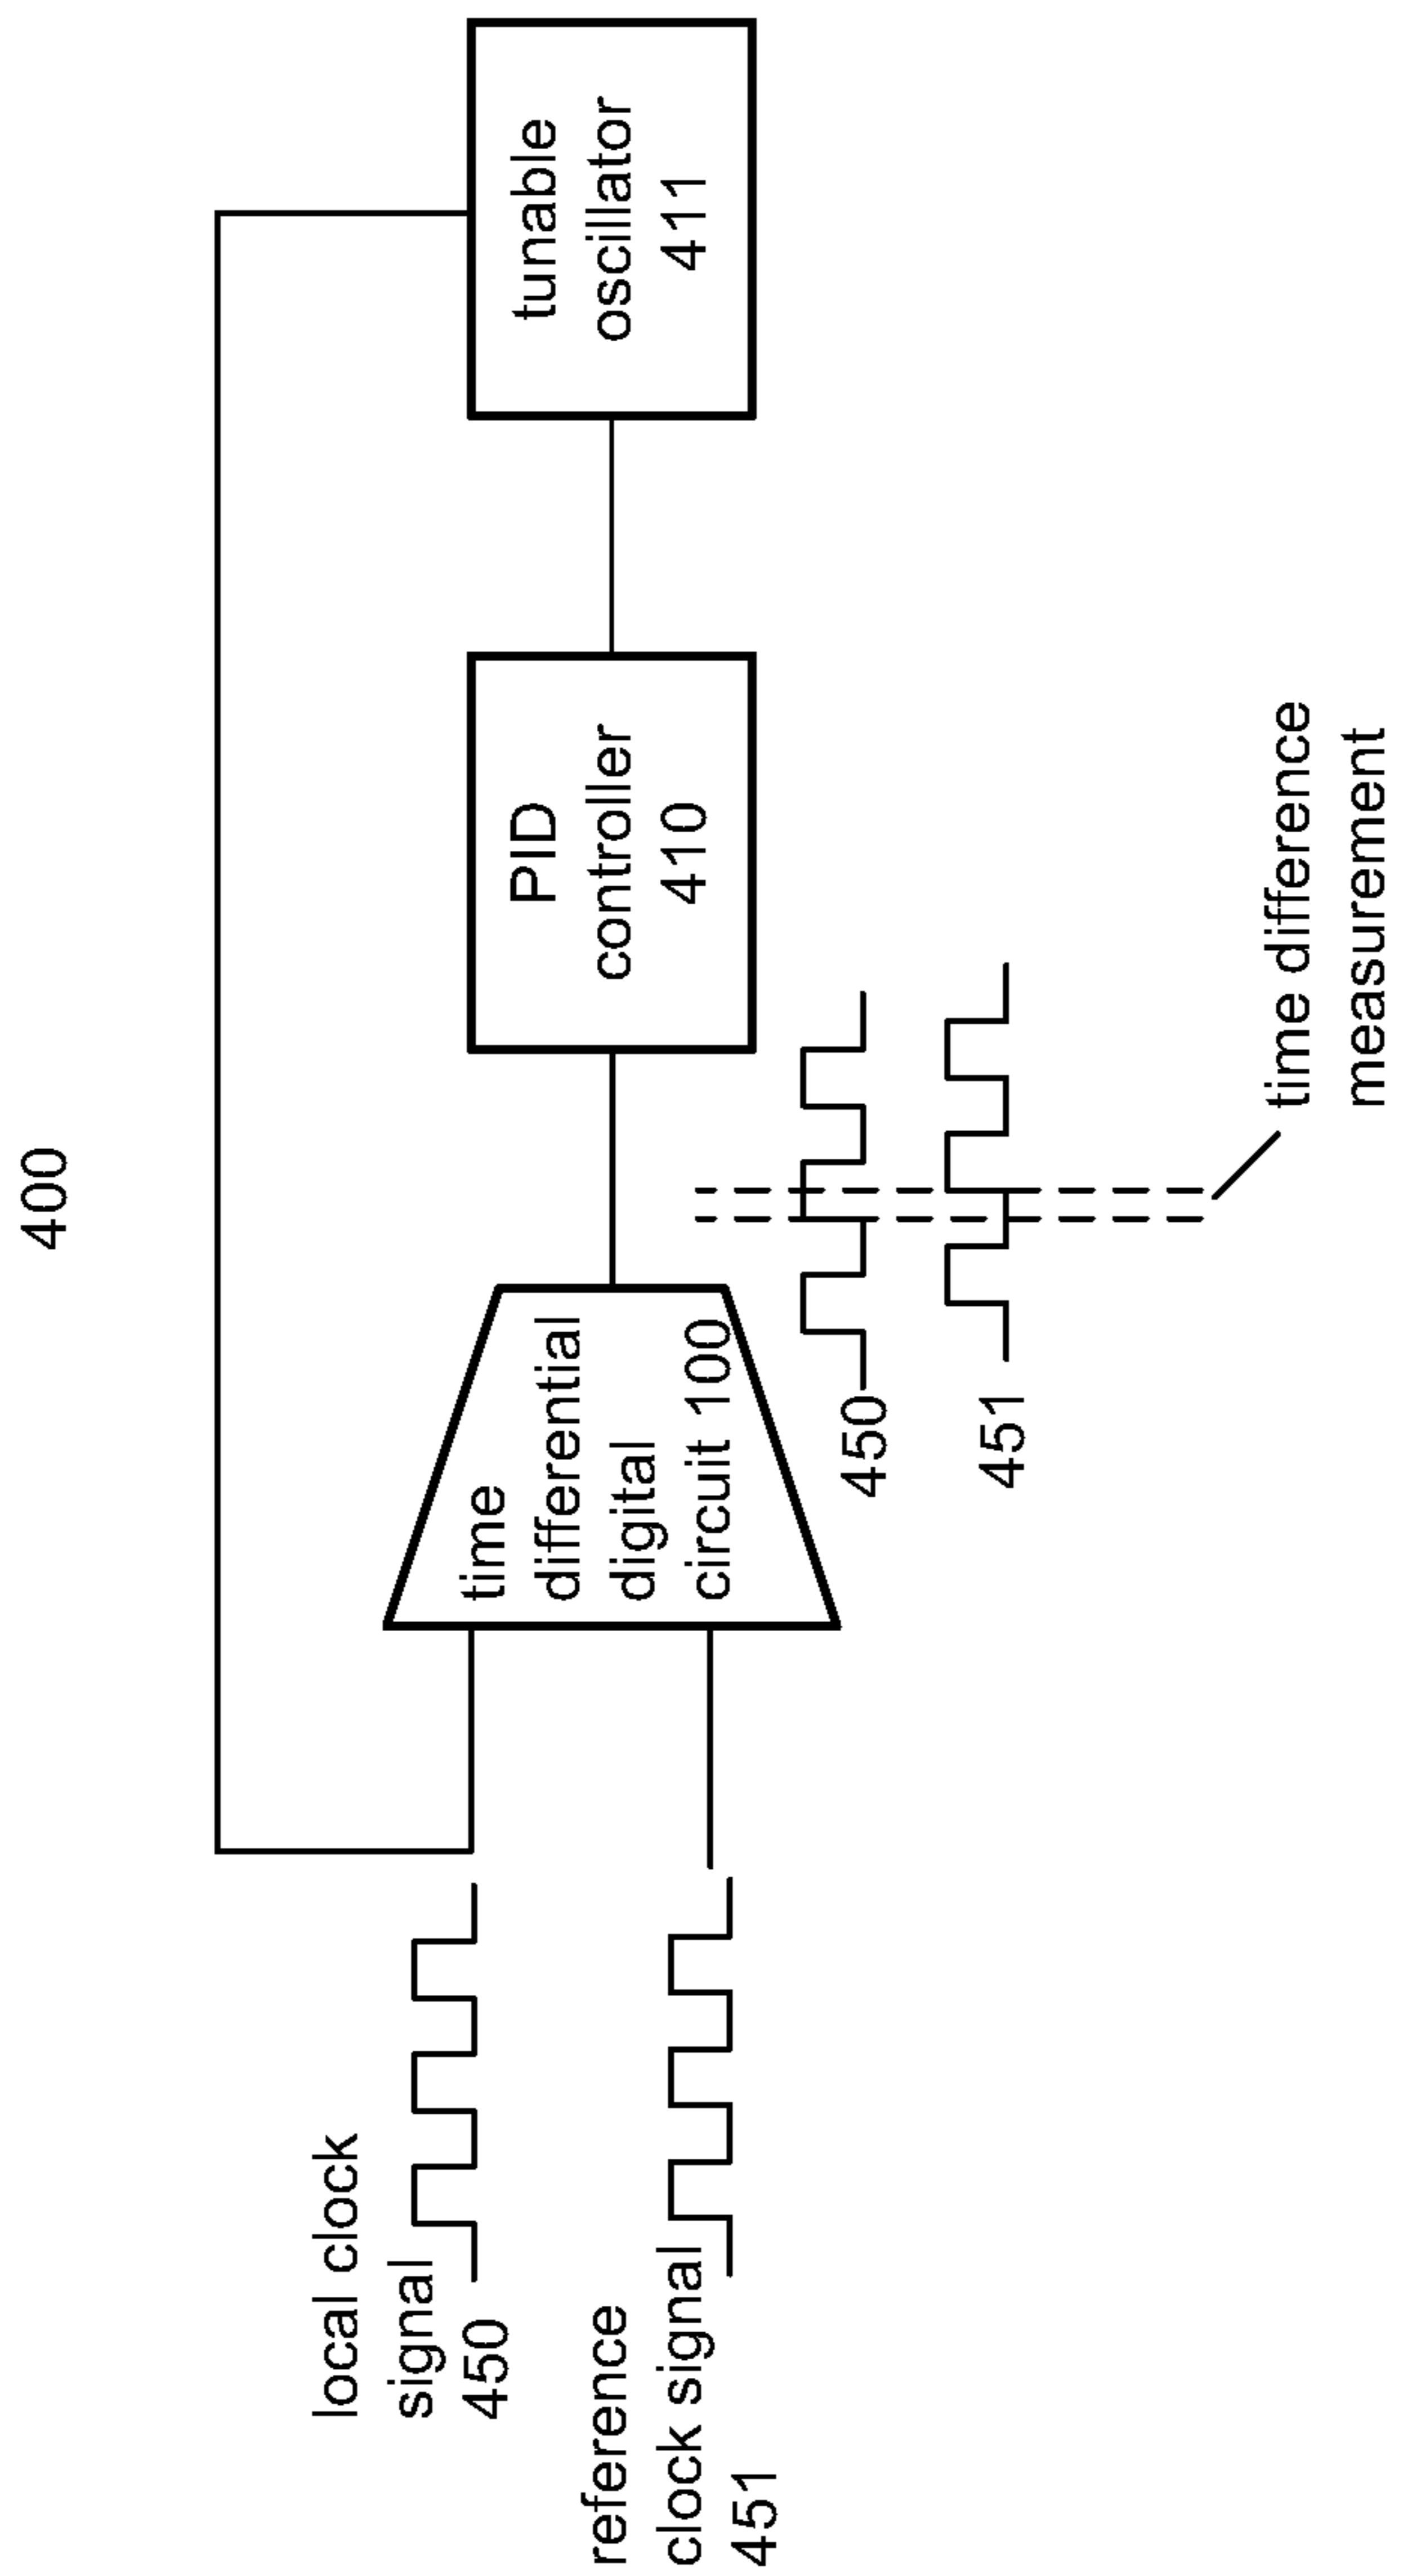 400
local clock
signal
450
reference
clock signal
451
time
differential
digital
circuit 100
PID
controller
410
tunable
oscillator
411
450
451
time difference
measurement